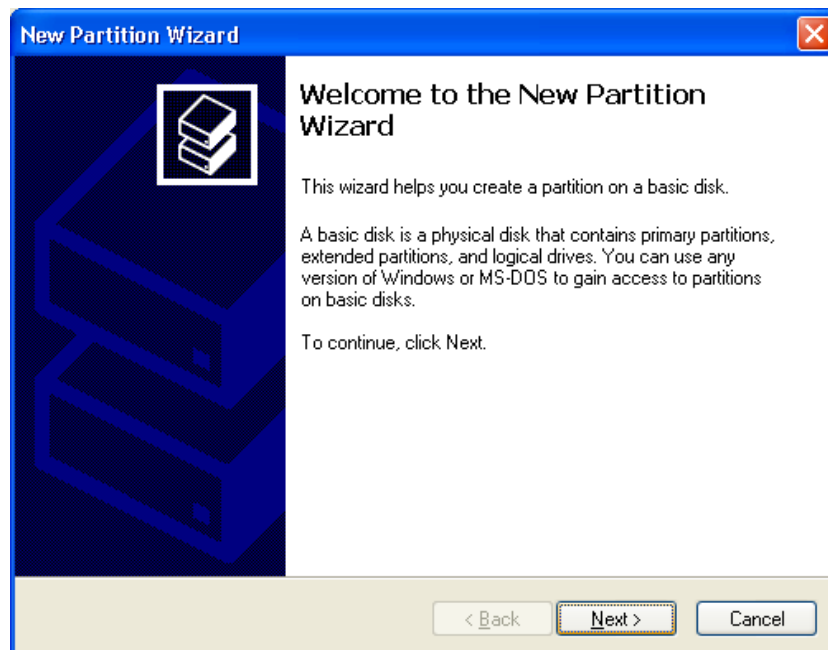 New Partition Wizard
Welcome to the New Partition
Wizard
This wizard helps you create a partition on a basic disk.
A basic disk is a physical disk that contains primary partitions,
extended partitions, and logical drives. You can use any
version of Windows or MS-DOS to gain access to partitions
on basic disks.
To continue, click Next.
< Back
Next >
Cancel